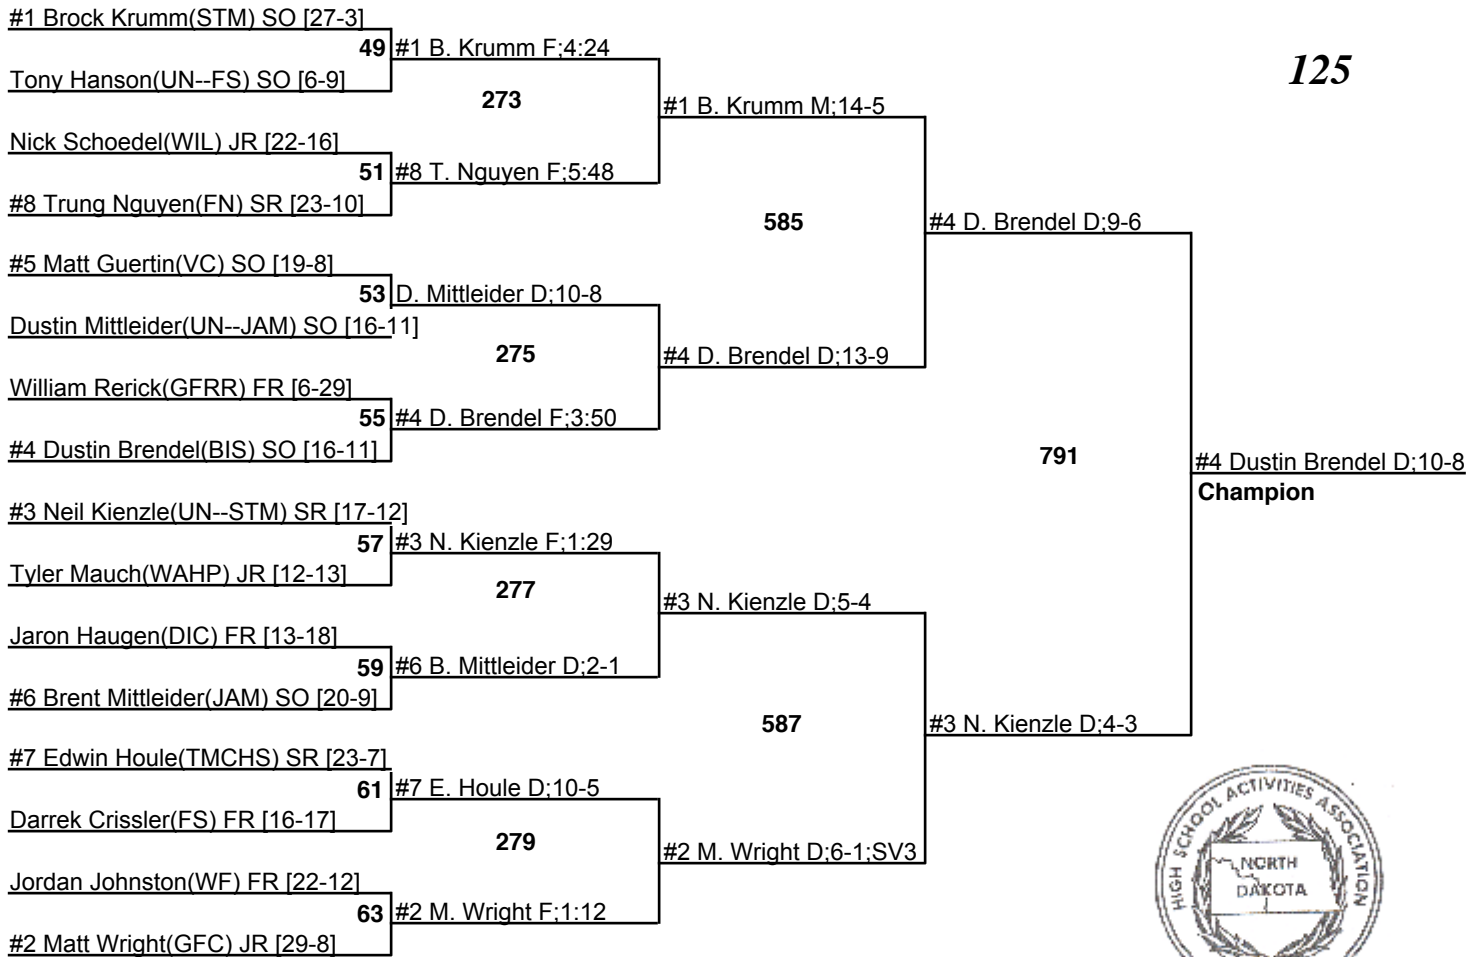 #1 Brock Krumm(STM) SO [27-3]
49 #1 B. Krumm F;4:24
125
Tony Hanson(UN--FS) SO [6-9]
273
#1 B. Krumm M;14-5
Nick Schoedel(WIL) JR [22-16]
51 #8 T. Nguyen F;5:48
#8 Trung Nguyen(FN) SR [23-10]
585
#4 D. Brendel D;9-6
#5 Matt Guertin(VC) SO [19-8]
53 D. Mittleider D;10-8
Dustin Mittleider(UN--JAM) SO [16-11]
275
#4 D. Brendel D;13-9
William Rerick(GFRR) FR [6-29]
55 #4 D. Brendel F;3:50
#4 Dustin Brendel(BIS) SO [16-11]
791
#4 Dustin Brendel D;10-8
Champion
#3 Neil Kienzle(UN--STM) SR [17-12]
57 #3 N. Kienzle F;1:29
Tyler Mauch(WAHP) JR [12-13]
277
#3 N. Kienzle D;5-4
Jaron Haugen(DIC) FR [13-18]
59 #6 B. Mittleider D;2-1
#6 Brent Mittleider(JAM) SO [20-9]
587
#3 N. Kienzle D;4-3
#7 Edwin Houle(TMCHS) SR [23-7]
61 #7 E. Houle D;10-5
Darrek Crissler(FS) FR [16-17]
279
#2 M. Wright D;6-1;SV3
Jordan Johnston(WF) FR [22-12]
63 #2 M. Wright F;1:12
#2 Matt Wright(GFC) JR [29-8]
HIGH SCHOOL ACTIVITIES ASSOCIATION
NORTH
DAKOTA